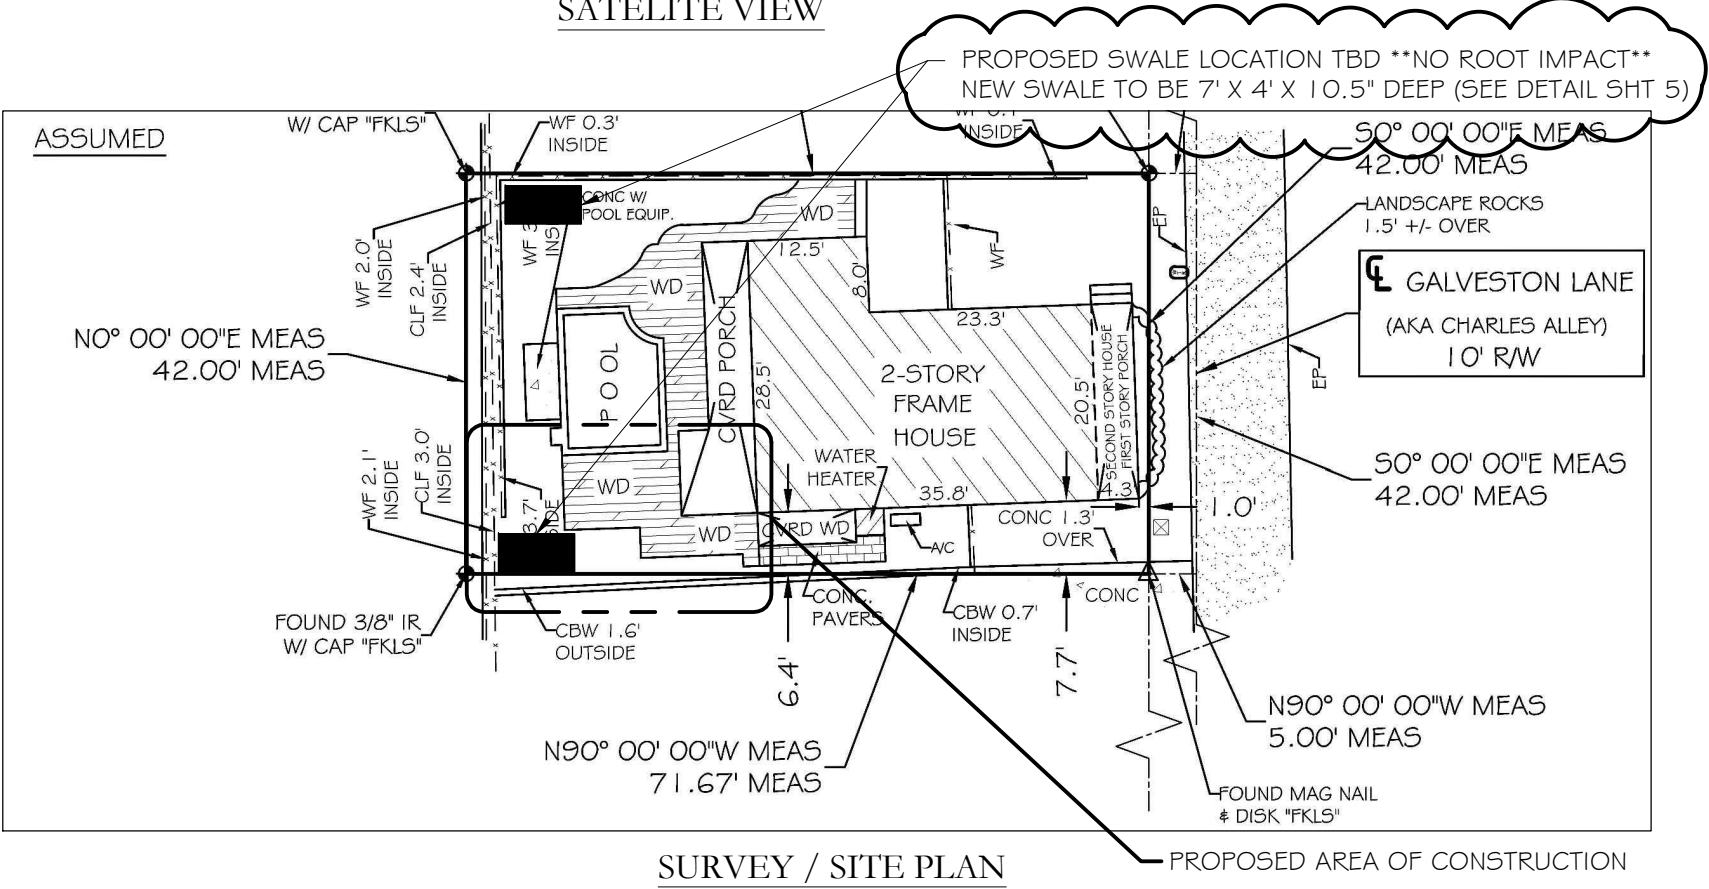 SATELITE VIEW
PROPOSED SWALE LOCATION TBD **NO ROOT IMPACT**
NEW SWALE TO BE 7' X 4' X 10.5" DEEP (SEE DETAIL SHT 5)
ASSUMED
W/ CAP "FKLS"
WF 0.3'
INSIDE
INSIDE
S0° 00' 00"E MEAS
42.00' MEAS
LANDSCAPE ROCKS
1.5' +/- OVER
CONC W/
POOL EQUIP.
WD
12.5'
8.0'
WF
EP
WF 2.0'
INSIDE
CLF 2.4'
INSIDE
℄ GALVESTON LANE
(AKA CHARLES ALLEY)
10' R/W
WD
CVRD PORCH
23.3'
N0° 00' 00"E MEAS
42.00' MEAS
POOL
28.5'
2-STORY
FRAME
HOUSE
20.5'
SECOND STORY HOUSE
FIRST STORY PORCH
EP
WATER
HEATER
WF 2.1'
INSIDE
CLF 3.0'
INSIDE
S0° 00' 00"E MEAS
42.00' MEAS
WD
35.8'
4.3'
1.0'
WD
CVRD WD
A/C
CONC 1.3'
OVER
CONC.
PAVERS
CONC
CBW 0.7'
INSIDE
FOUND 3/8" IR
W/ CAP "FKLS"
CBW 1.6'
OUTSIDE
6.4'
7.7'
N90° 00' 00"W MEAS
5.00' MEAS
N90° 00' 00"W MEAS
71.67' MEAS
FOUND MAG NAIL
& DISK "FKLS"
SURVEY / SITE PLAN
PROPOSED AREA OF CONSTRUCTION